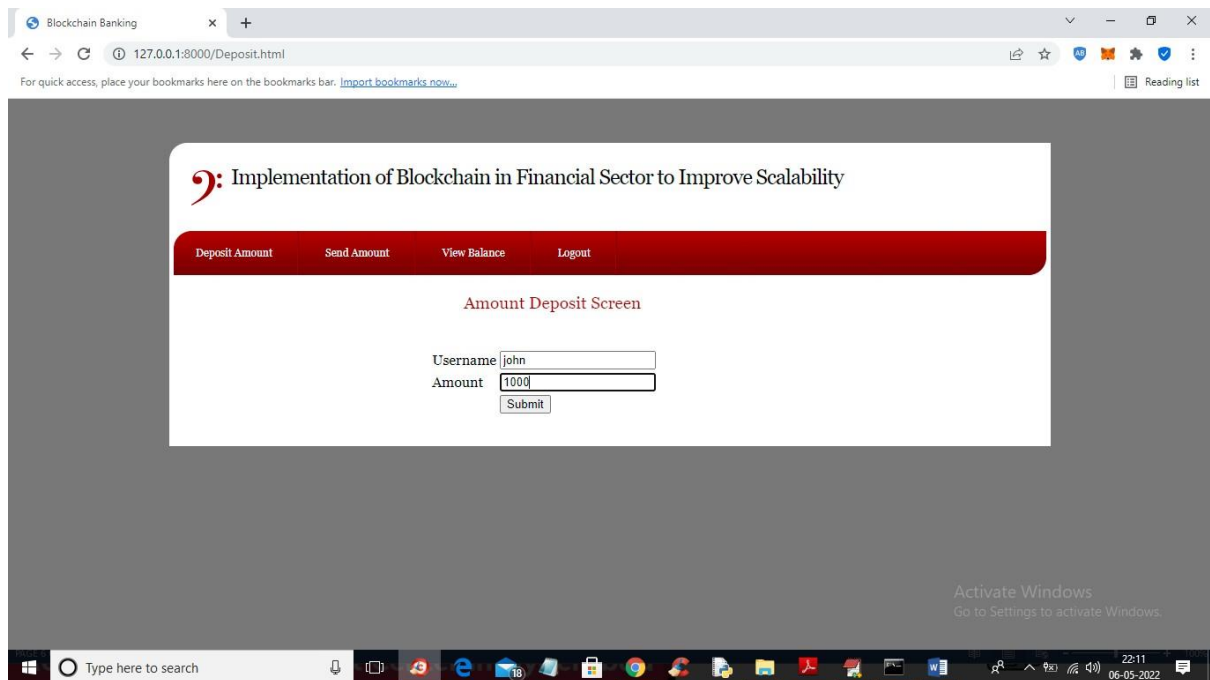 Blockchain Banking
127.0.0.1:8000/Deposit.html
For quick access, place your bookmarks here on the bookmarks bar. Import bookmarks now...
Reading list
Implementation of Blockchain in Financial Sector to Improve Scalability
Deposit Amount Send Amount View Balance Logout
Amount Deposit Screen
Username john
Amount 1000
Submit
Activate Windows
Go to Settings to activate Windows.
Type here to search
18
22:11
06-05-2022